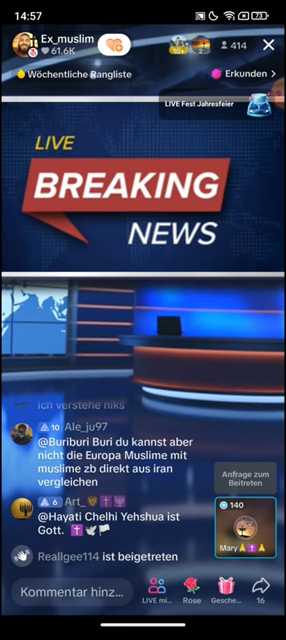 14:57
73
Ex_muslim
61.6K
10+
2
414
Wöchentliche Rangliste
Erkunden >
LIVE Fest Jahresfeier
LIVE
BREAKING
NEWS
ich verstehe niks
10 Ale_ju97
@Buriburi Buri du kannst aber
nicht die Europa Muslime mit
muslime zb direkt aus iran
vergleichen
6 Art_
@Hayati Chelhi Yehshua ist
Gott. ✝️🕊️🏳️
Reallgee114 ist beigetreten
Anfrage zum
Beitreten
140
Mary🙏✝️🙏
Kommentar hinz...
LIVE mi...
Rose
Gesche...
16